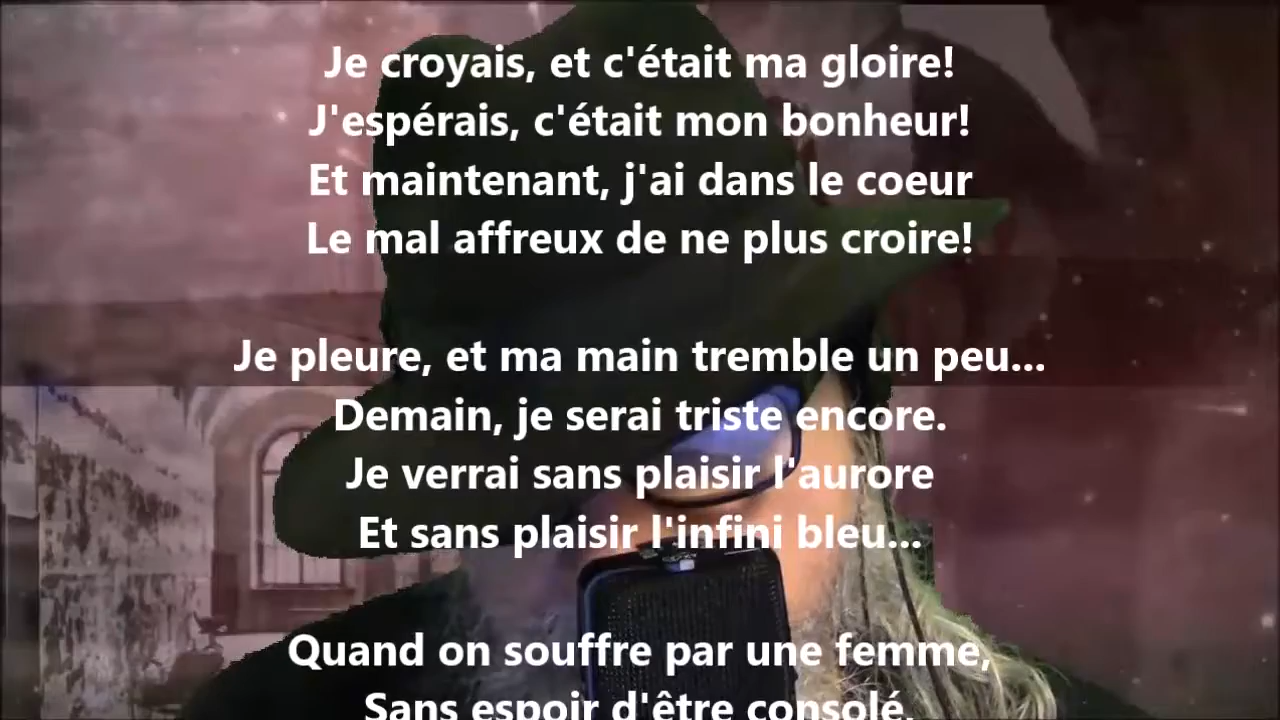 Je croyais, et c'était ma gloire!
J'espérais, c'était mon bonheur!
Et maintenant, j'ai dans le coeur
Le mal affreux de ne plus croire!
Je pleure, et ma main tremble un peu...
Demain, je serai triste encore.
Je verrai sans plaisir l'aurore
Et sans plaisir l'infini bleu...
Quand on souffre par une femme,
Sans espoir d'être consolé,